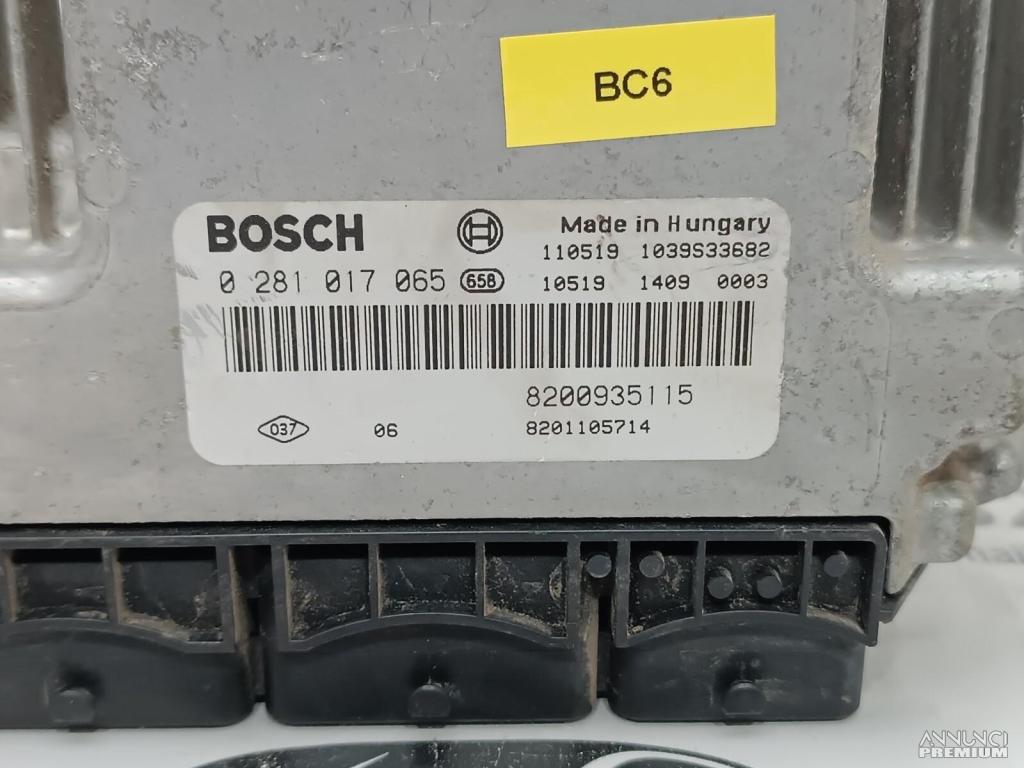 BC6
BOSCH Made in Hungary
110519 1039S33682
0 281 017 065 658 10519 1409 0003
8200935115
037 06 8201105714
ANNUNCI
PREMIUM